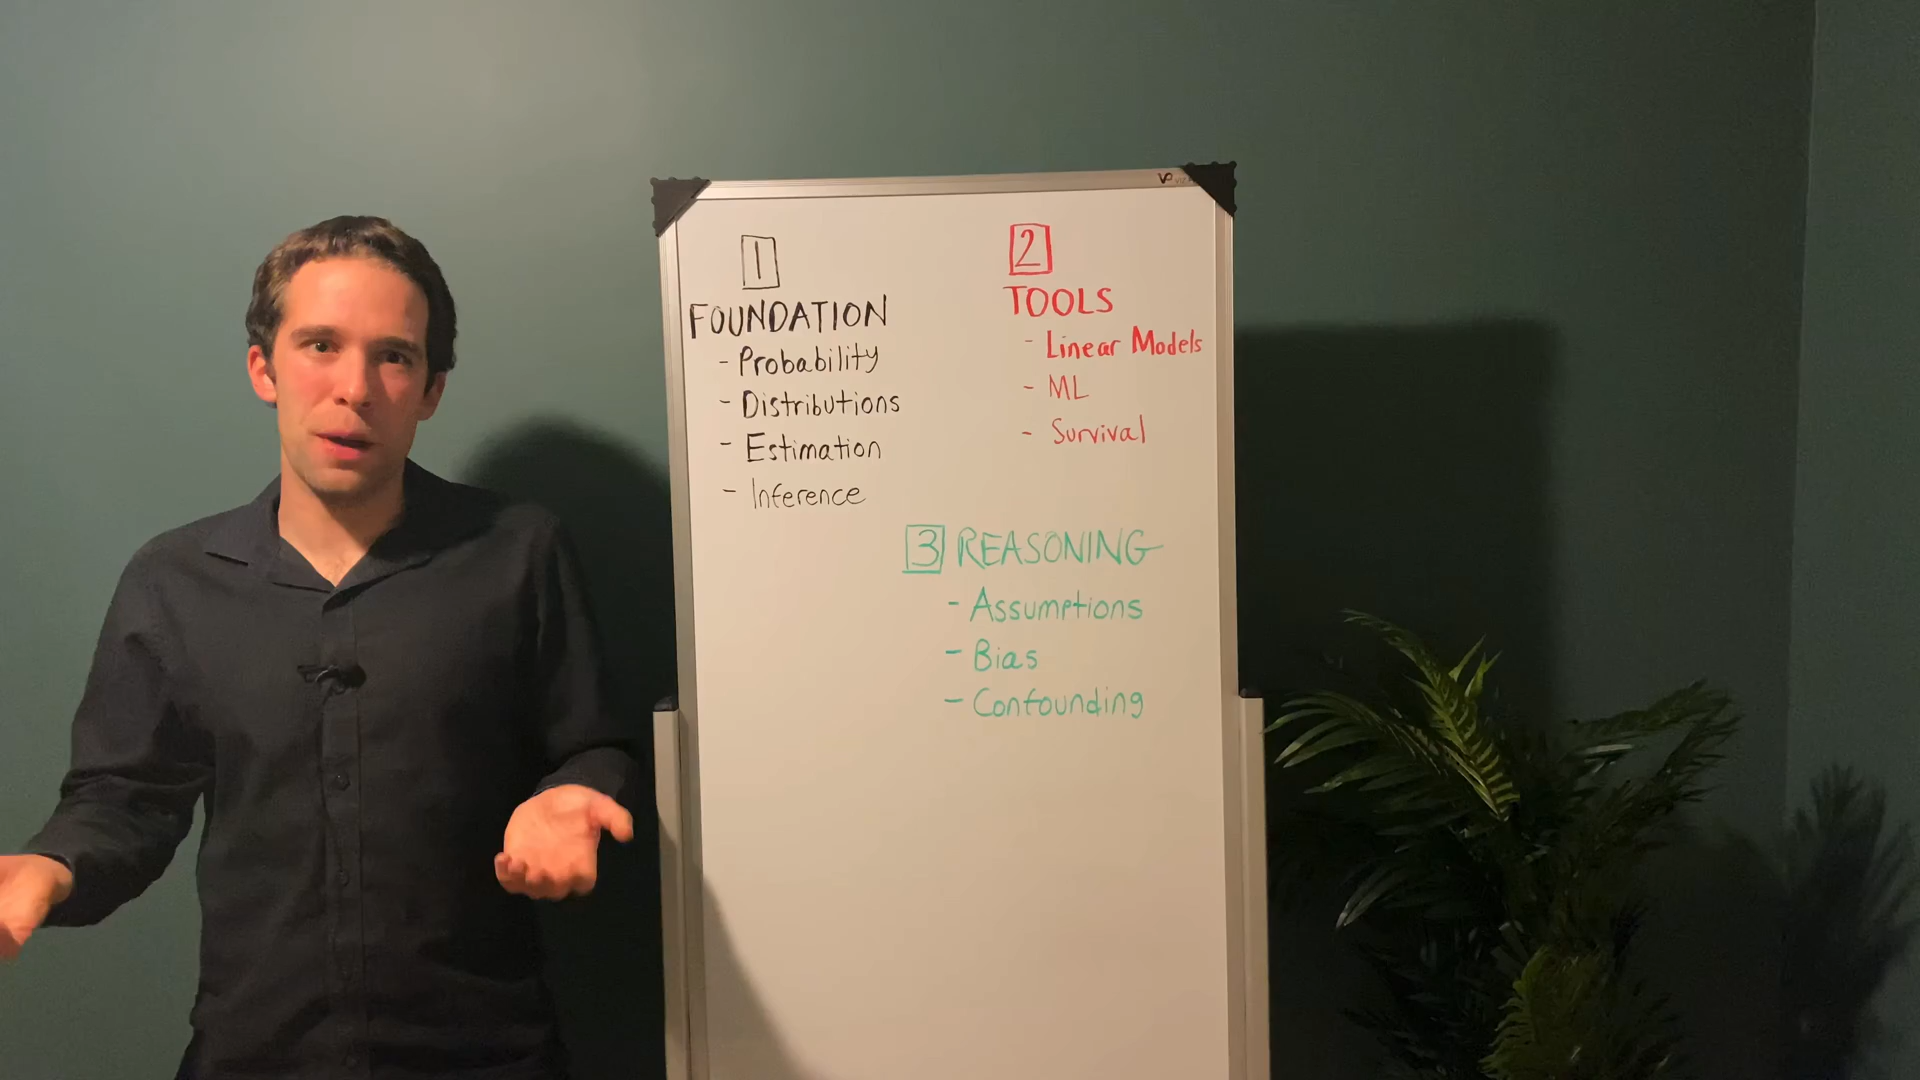 1
FOUNDATION
- Probability
- Distributions
- Estimation
- Inference
2
TOOLS
- Linear Models
- ML
- Survival
3 REASONING
- Assumptions
- Bias
- Confounding